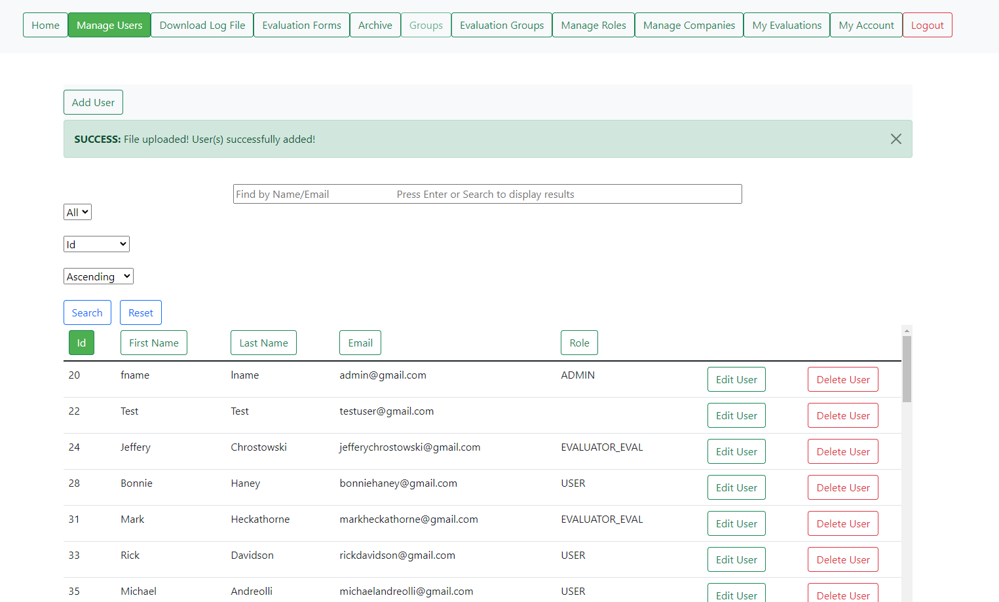 Home Manage Users Download Log File Evaluation Forms Archive Groups Evaluation Groups Manage Roles Manage Companies My Evaluations My Account Logout
Add User
SUCCESS: File uploaded! User(s) successfully added!
Find by Name/Email Press Enter or Search to display results
All
Id
Ascending
Search Reset
Id First Name Last Name Email Role
20 fname lname admin@gmail.com ADMIN Edit User Delete User
22 Test Test testuser@gmail.com Edit User Delete User
24 Jeffery Chrostowski jefferychrostowski@gmail.com EVALUATOR_EVAL Edit User Delete User
28 Bonnie Haney bonniehaney@gmail.com USER Edit User Delete User
31 Mark Heckathorne markheckathorne@gmail.com EVALUATOR_EVAL Edit User Delete User
33 Rick Davidson rickdavidson@gmail.com USER Edit User Delete User
35 Michael Andreolli michaelandreolli@gmail.com USER Edit User Delete User